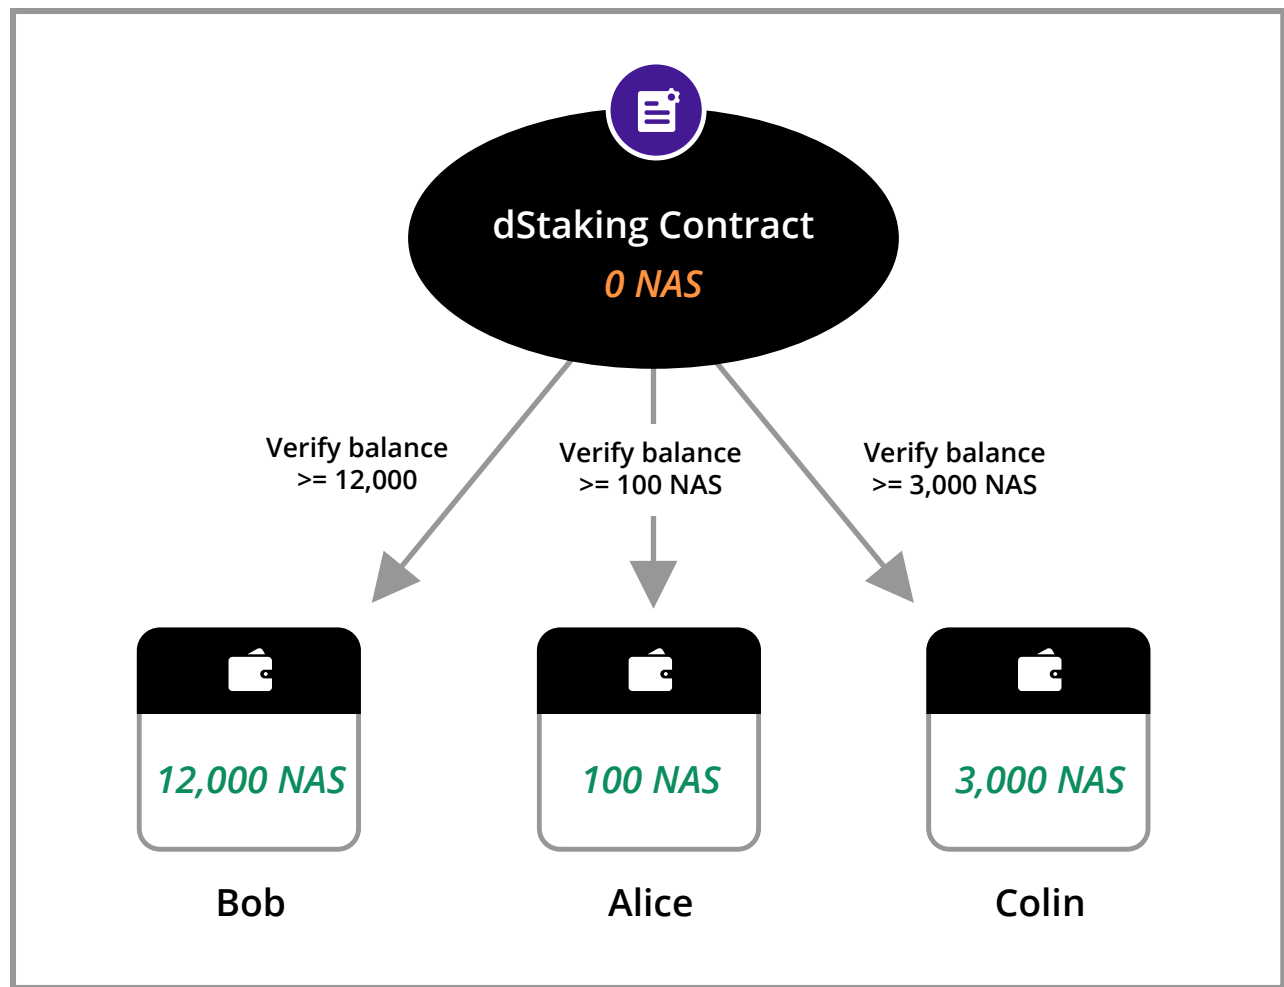 dStaking Contract
0 NAS
Verify balance
>= 12,000
Verify balance
>= 100 NAS
Verify balance
>= 3,000 NAS
12,000 NAS
100 NAS
3,000 NAS
Bob
Alice
Colin